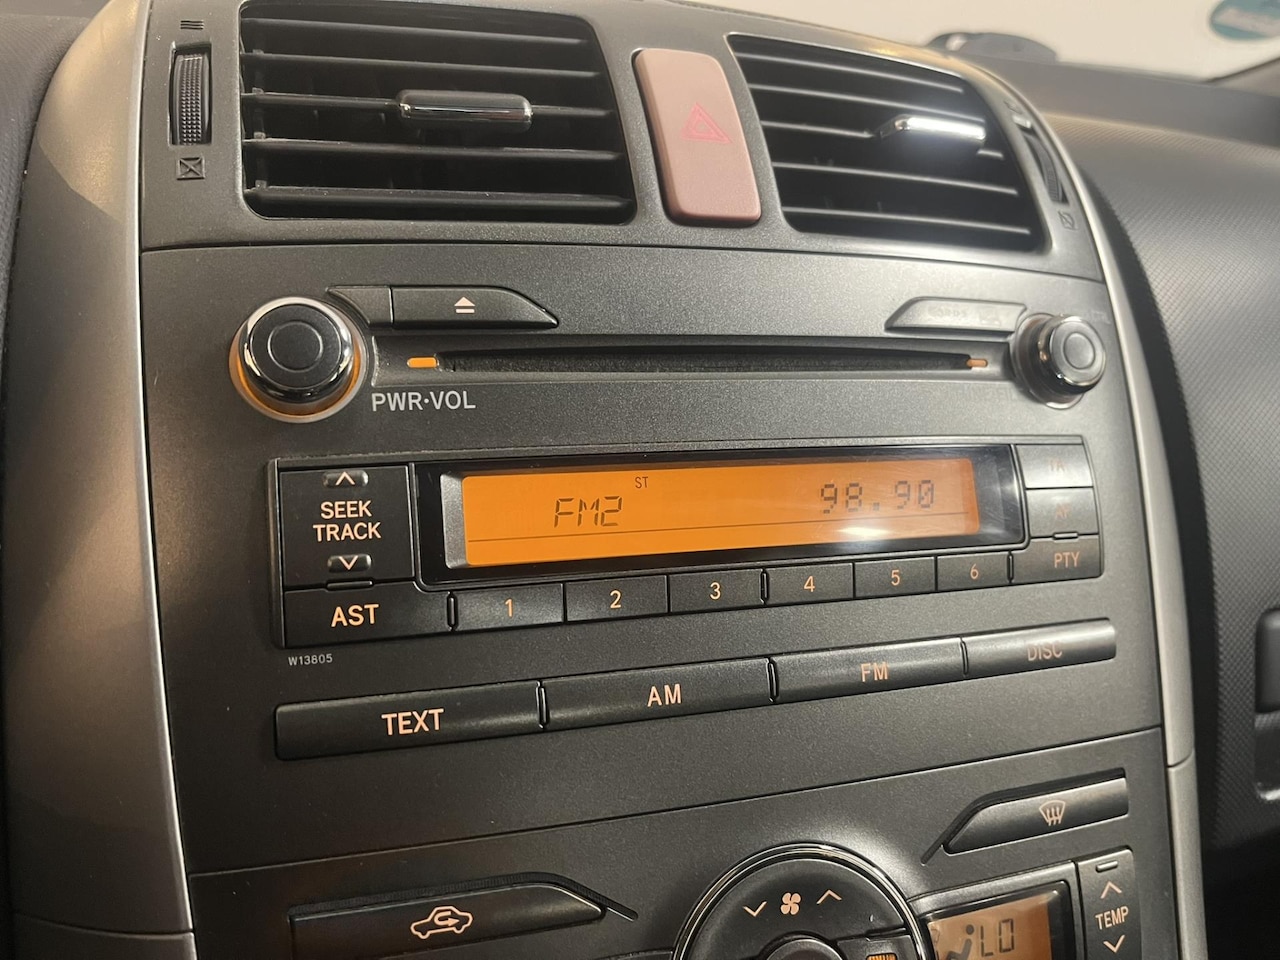 PWR·VOL
SEEK
TRACK
ST
FM2 98.90
TA
AF
PTY
AST 1 2 3 4 5 6
W13805
TEXT AM FM DISC
TEMP
LO